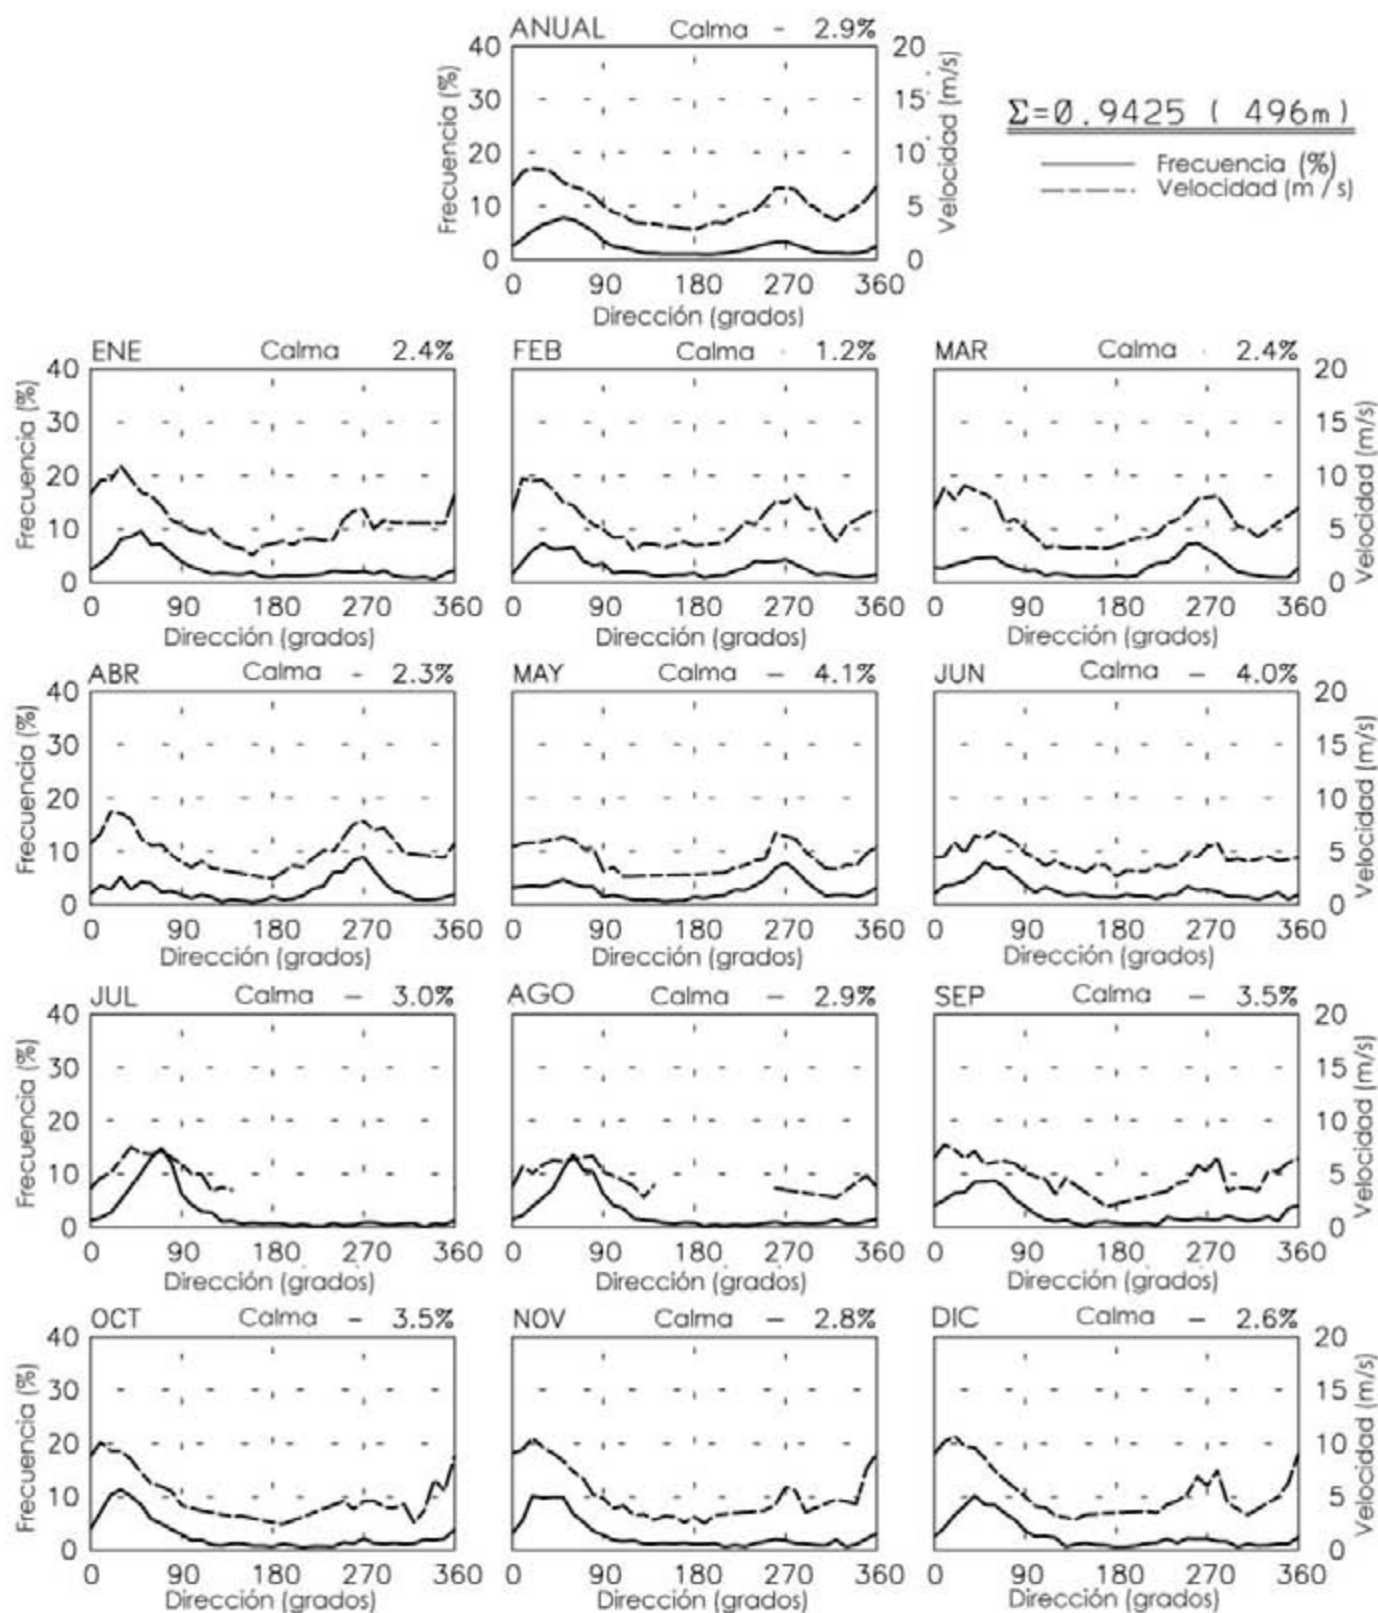 ANUAL Calma - 2.9%
40 30 20 10 0
Frecuencia (%)
20 15 10 5 0
Velocidad (m/s)
0 90 180 270 360
Dirección (grados)
Σ=0.9425 ( 496m)
Frecuencia (%)
Velocidad (m/s)
ENE Calma 2.4%
FEB Calma - 1.2%
MAR Calma - 2.4%
Frecuencia (%)
40 30 20 10 0
20 15 10 5 0
Velocidad (m/s)
0 90 180 270 360
0 90 180 270 360
0 90 180 270 360
Dirección (grados)
Dirección (grados)
Dirección (grados)
ABR Calma - 2.3%
MAY Calma - 4.1%
JUN Calma - 4.0%
Frecuencia (%)
40 30 20 10 0
20 15 10 5 0
Velocidad (m/s)
0 90 180 270 360
0 90 180 270 360
0 90 180 270 360
Dirección (grados)
Dirección (grados)
Dirección (grados)
JUL Calma - 3.0%
AGO Calma - 2.9%
SEP Calma - 3.5%
Frecuencia (%)
40 30 20 10 0
20 15 10 5 0
Velocidad (m/s)
0 90 180 270 360
0 90 180 270 360
0 90 180 270 360
Dirección (grados)
Dirección (grados)
Dirección (grados)
OCT Calma - 3.5%
NOV Calma - 2.8%
DIC Calma - 2.6%
Frecuencia (%)
40 30 20 10 0
20 15 10 5 0
Velocidad (m/s)
0 90 180 270 360
0 90 180 270 360
0 90 180 270 360
Dirección (grados)
Dirección (grados)
Dirección (grados)